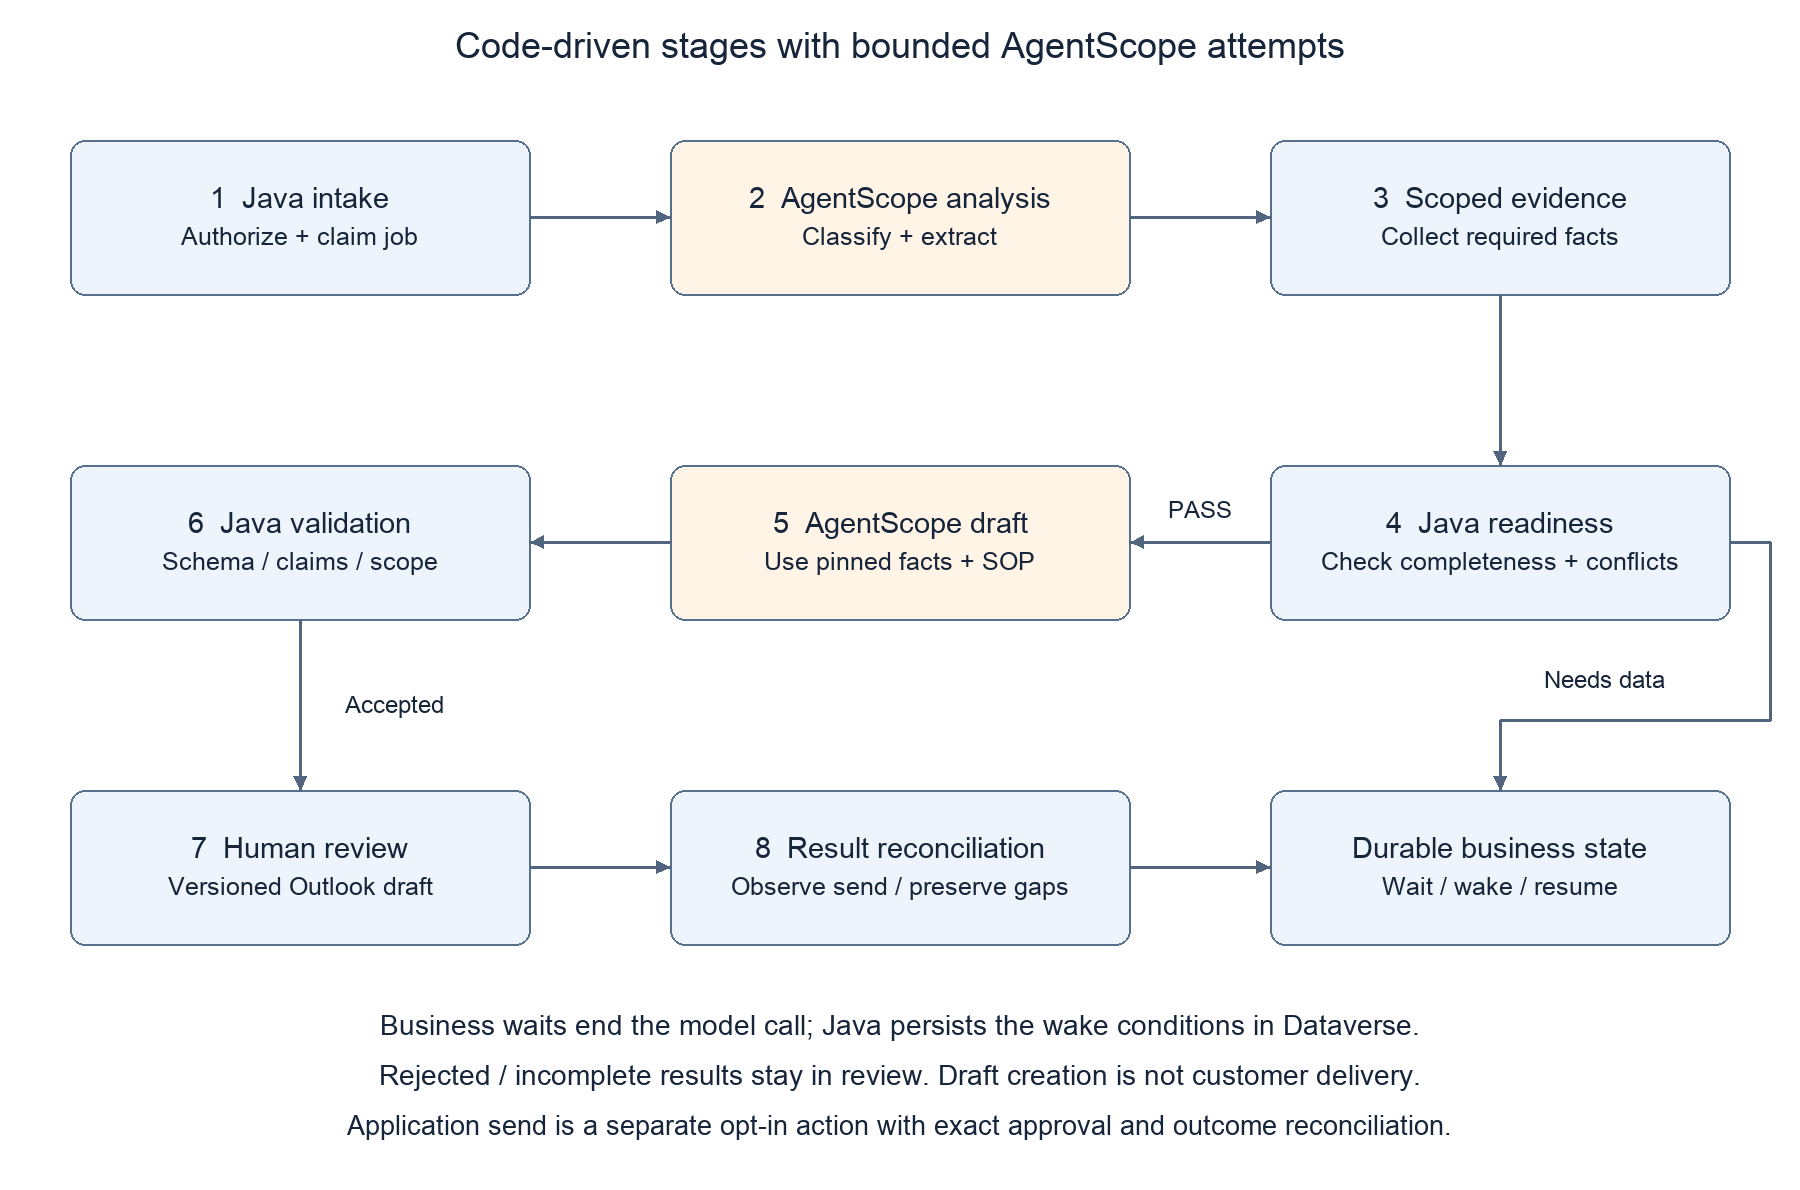 Code-driven stages with bounded AgentScope attempts
1 Java intake
Authorize + claim job
2 AgentScope analysis
Classify + extract
3 Scoped evidence
Collect required facts
4 Java readiness
Check completeness + conflicts
PASS
5 AgentScope draft
Use pinned facts + SOP
6 Java validation
Schema / claims / scope
Needs data
Accepted
7 Human review
Versioned Outlook draft
8 Result reconciliation
Observe send / preserve gaps
Durable business state
Wait / wake / resume
Business waits end the model call; Java persists the wake conditions in Dataverse.
Rejected / incomplete results stay in review. Draft creation is not customer delivery.
Application send is a separate opt-in action with exact approval and outcome reconciliation.